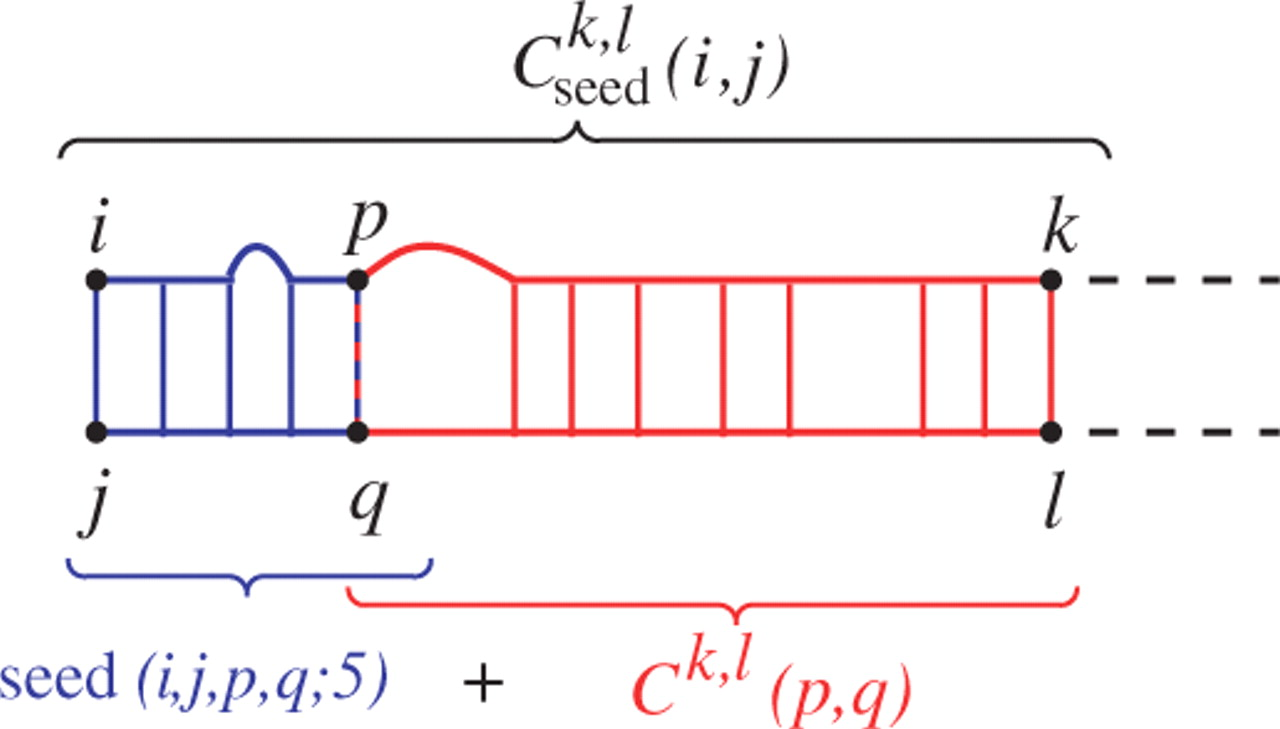 C^{k,l}_{seed}(i,j)
i p k
j q l
seed (i,j,p,q;5) + C^{k,l}(p,q)